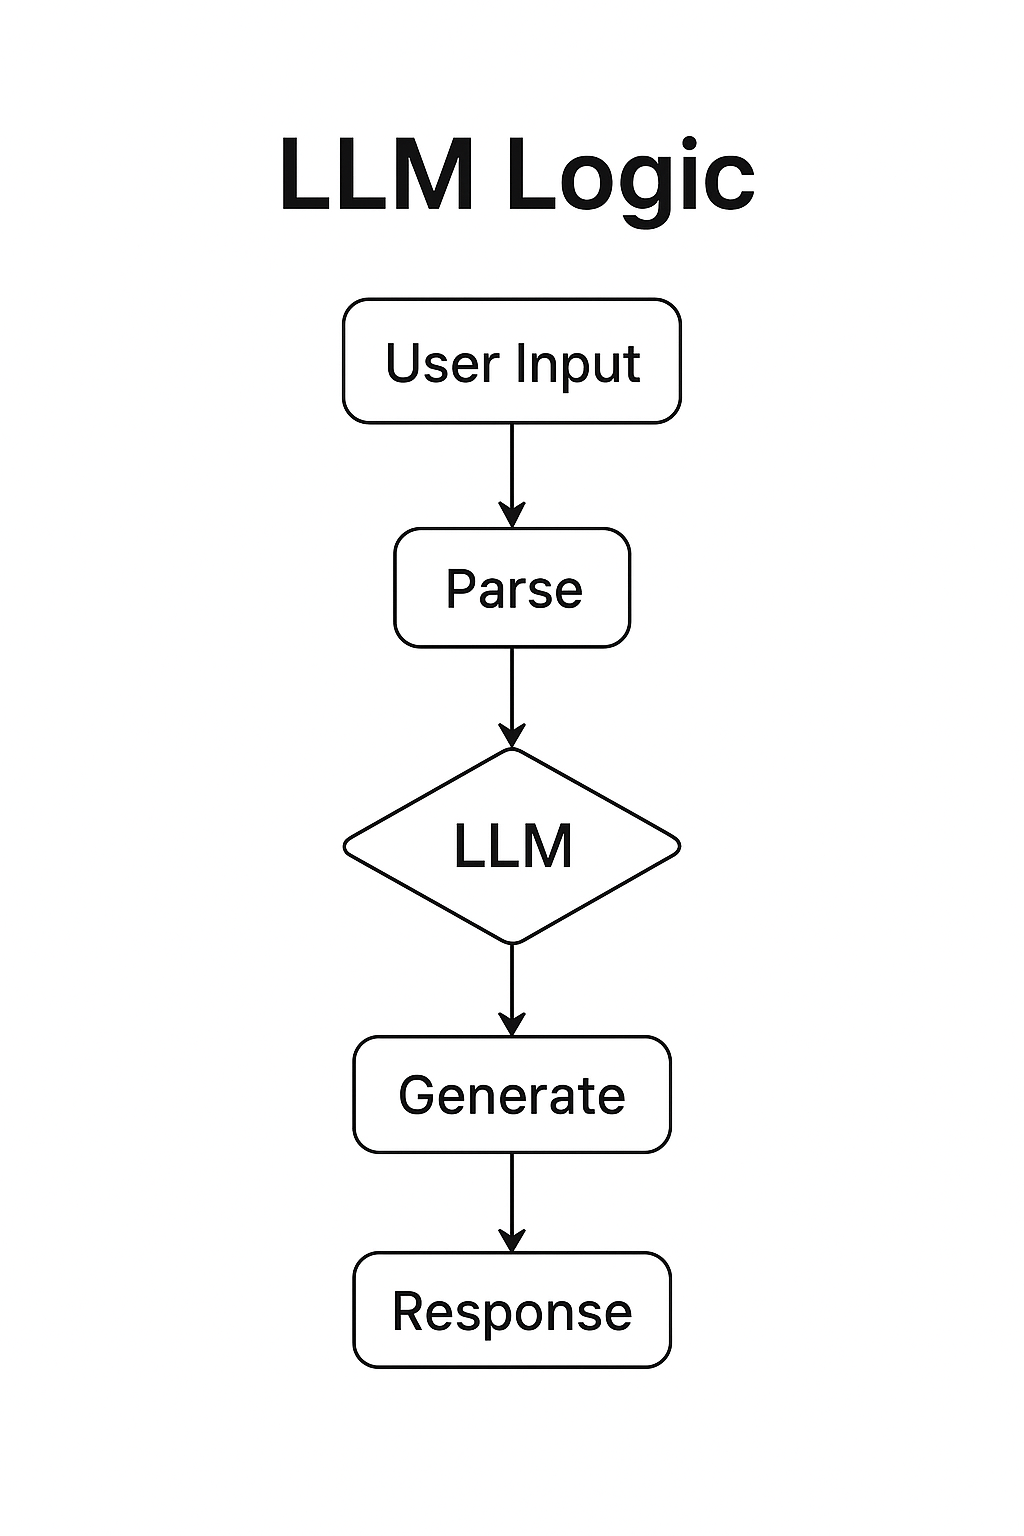 LLM Logic
User Input
Parse
LLM
Generate
Response